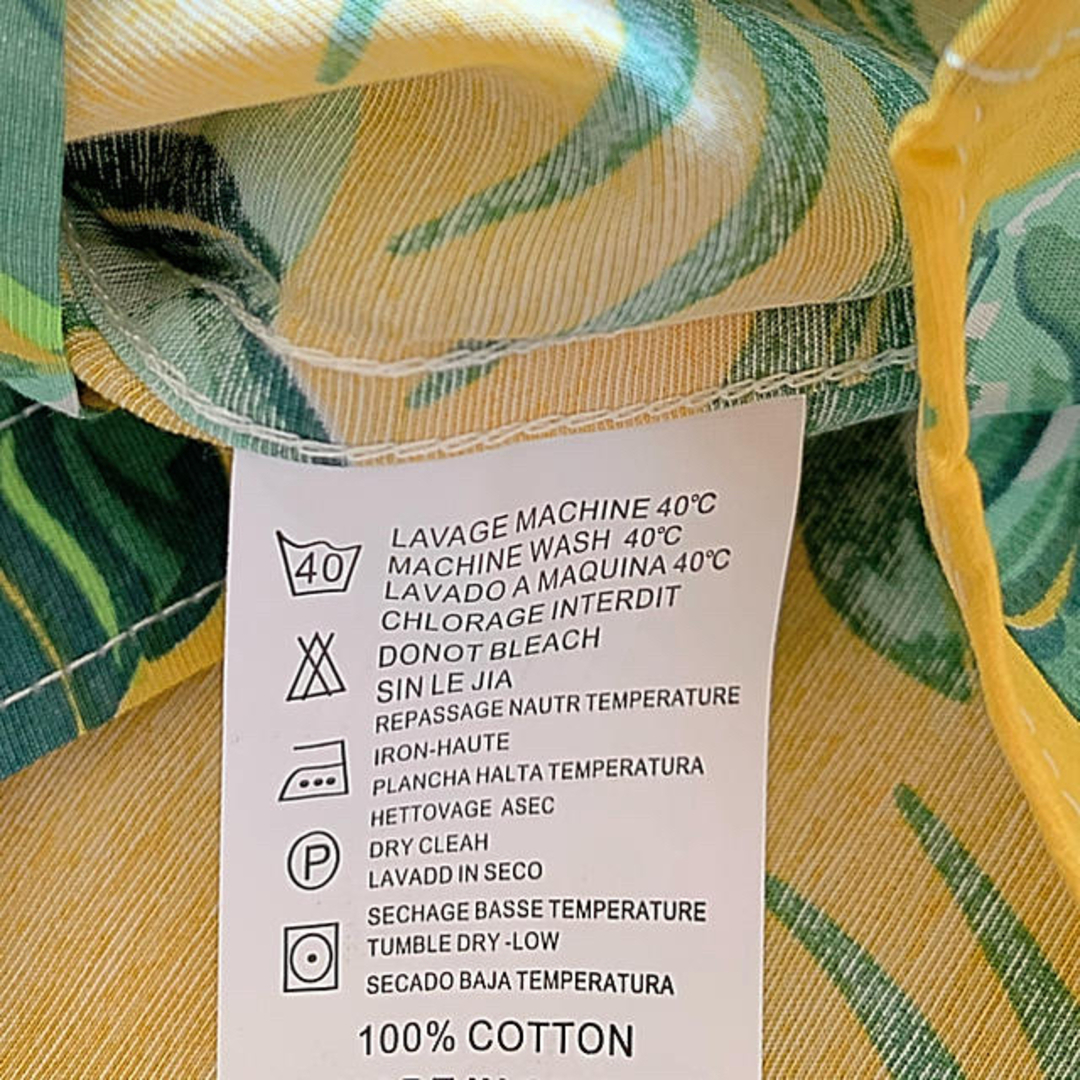 40
LAVAGE MACHINE 40℃
MACHINE WASH 40℃
LAVADO A MAQUINA 40℃
CHLORAGE INTERDIT
DONOT BLEACH
SIN LE JIA
REPASSAGE NAUTR TEMPERATURE
IRON-HAUTE
PLANCHA HALTA TEMPERATURA
HETTOVAGE ASEC
P
DRY CLEAH
LAVADD IN SECO
SECHAGE BASSE TEMPERATURE
TUMBLE DRY -LOW
SECADO BAJA TEMPERATURA
100% COTTON